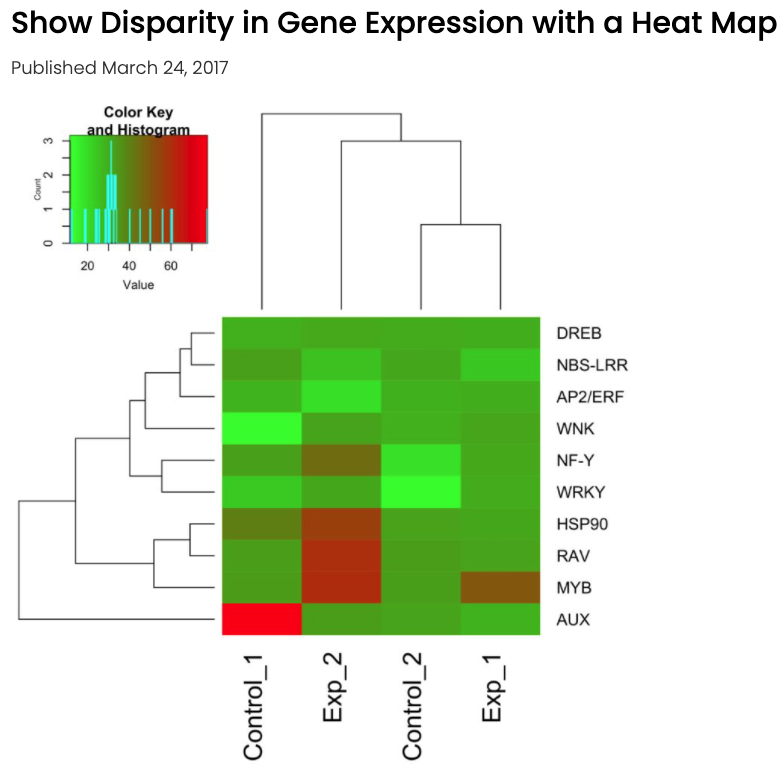 Show Disparity in Gene Expression with a Heat Map
Published March 24, 2017
Color Key
and Histogram
Count
3
2
1
0
20 40 60
Value
DREB
NBS-LRR
AP2/ERF
WNK
NF-Y
WRKY
HSP90
RAV
MYB
AUX
Control_1
Exp_2
Control_2
Exp_1